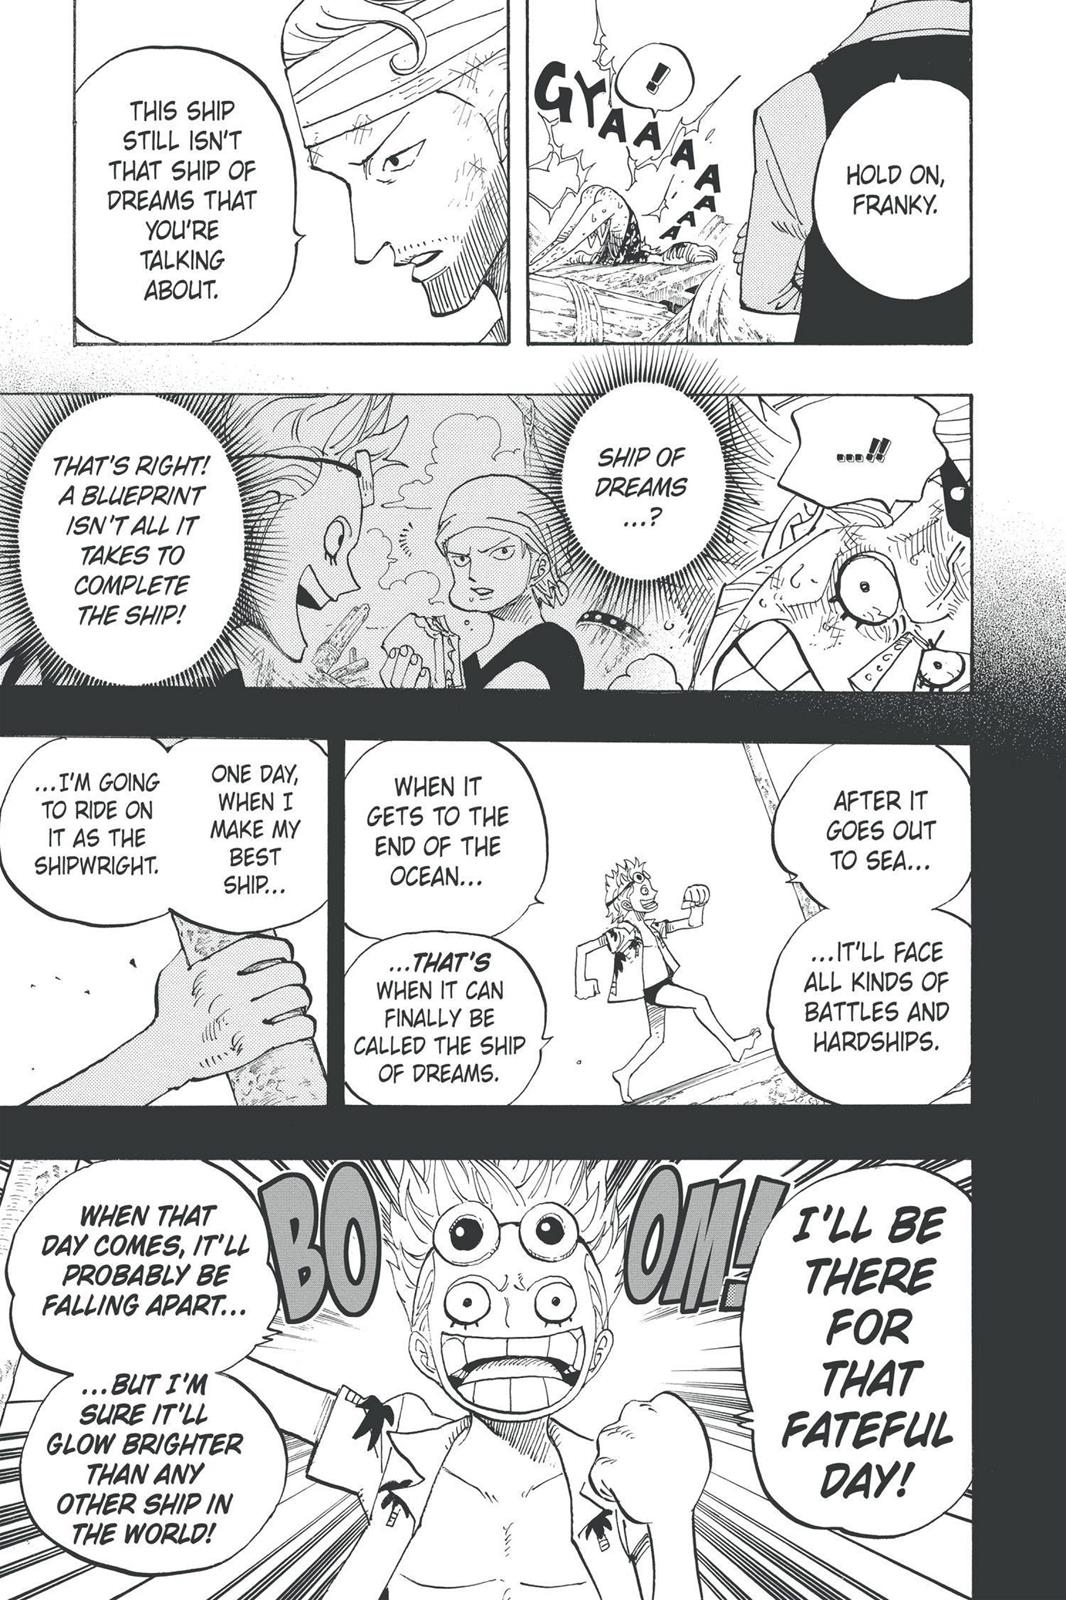 HOLD ON,
FRANKY.
!
GYAAAAAAAA
THIS SHIP
STILL ISN'T
THAT SHIP OF
DREAMS THAT
YOU'RE
TALKING
ABOUT.
...!!
SHIP OF
DREAMS
...?
THAT'S RIGHT!
A BLUEPRINT
ISN'T ALL IT
TAKES TO
COMPLETE
THE SHIP!
AFTER IT
GOES OUT
TO SEA...
...IT'LL FACE
ALL KINDS OF
BATTLES AND
HARDSHIPS.
WHEN IT
GETS TO THE
END OF THE
OCEAN...
...THAT'S
WHEN IT CAN
FINALLY BE
CALLED THE SHIP
OF DREAMS.
ONE DAY,
WHEN I
MAKE MY
BEST
SHIP...
...I'M GOING
TO RIDE ON
IT AS THE
SHIPWRIGHT.
I'LL BE
THERE
FOR
THAT
FATEFUL
DAY!
BOOM!
WHEN THAT
DAY COMES, IT'LL
PROBABLY BE
FALLING APART...
...BUT I'M
SURE IT'LL
GLOW BRIGHTER
THAN ANY
OTHER SHIP IN
THE WORLD!